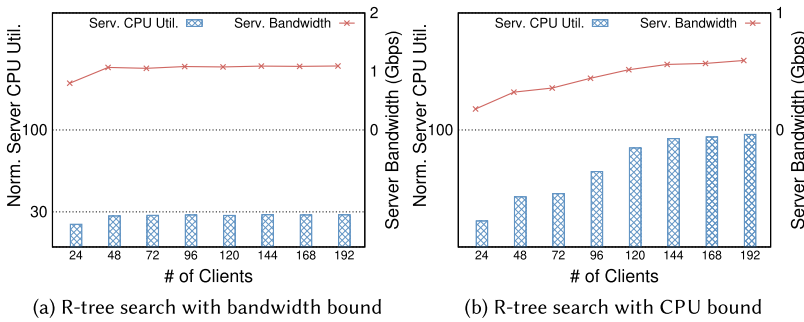 Serv. CPU Util. Serv. Bandwidth
Norm. Server CPU Util.
100
30
2
1
0
Server Bandwidth (Gbps)
24 48 72 96 120 144 168 192
# of Clients
(a) R-tree search with bandwidth bound
Serv. CPU Util. Serv. Bandwidth
Norm. Server CPU Util.
100
1
0
Server Bandwidth (Gbps)
24 48 72 96 120 144 168 192
# of Clients
(b) R-tree search with CPU bound